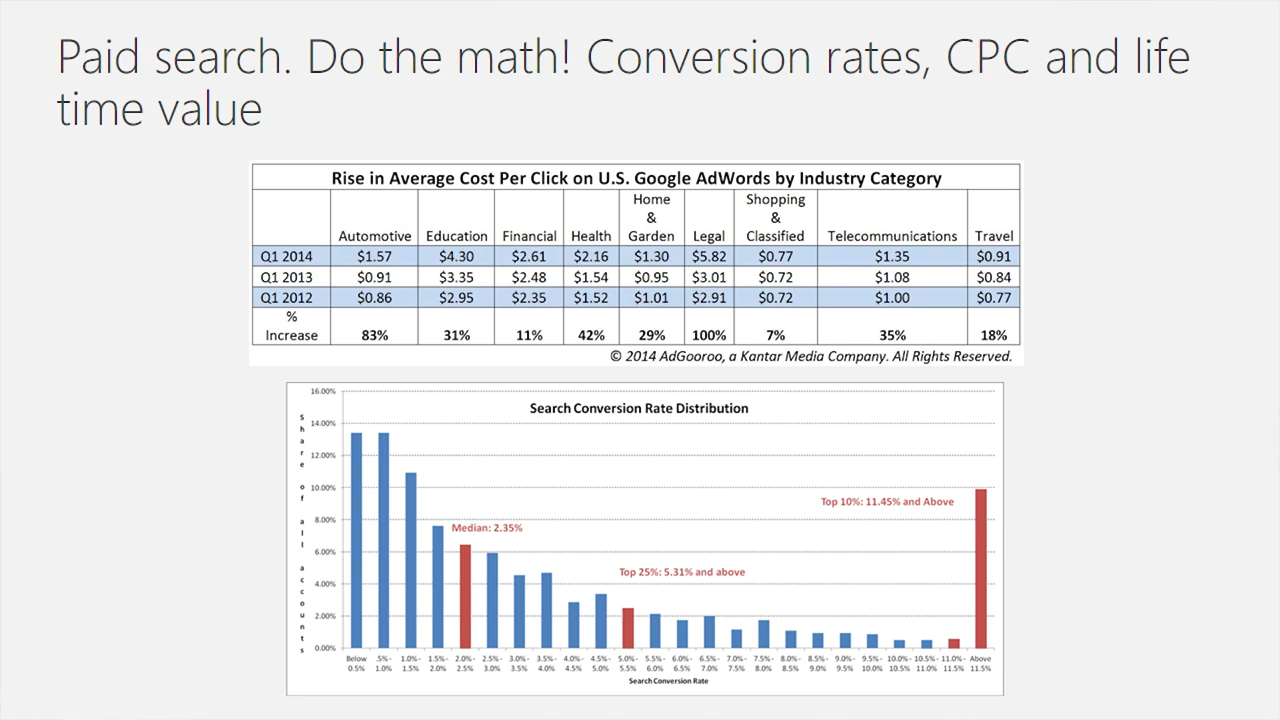 Paid search. Do the math! Conversion rates, CPC and life
time value
Rise in Average Cost Per Click on U.S. Google AdWords by Industry Category
Automotive Education Financial Health Home & Garden Legal Shopping & Classified Telecommunications Travel
Q1 2014 $1.57 $4.30 $2.61 $2.16 $1.30 $5.82 $0.77 $1.35 $0.91
Q1 2013 $0.91 $3.35 $2.48 $1.54 $0.95 $3.01 $0.72 $1.08 $0.84
Q1 2012 $0.86 $2.95 $2.35 $1.52 $1.01 $2.91 $0.72 $1.00 $0.77
% Increase 83% 31% 11% 42% 29% 100% 7% 35% 18%
© 2014 AdGooroo, a Kantar Media Company. All Rights Reserved.
Search Conversion Rate Distribution
Share of all accounts
16.00%
14.00%
12.00%
10.00%
8.00%
6.00%
4.00%
2.00%
0.00%
Median: 2.35%
Top 25%: 5.31% and above
Top 10%: 11.45% and Above
Below 0.5% .5%- 1.0% 1.0%- 1.5% 1.5%- 2.0% 2.0%- 2.5% 2.5%- 3.0% 3.0%- 3.5% 3.5%- 4.0% 4.0%- 4.5% 4.5%- 5.0% 5.0%- 5.5% 5.5%- 6.0% 6.0%- 6.5% 6.5%- 7.0% 7.0%- 7.5% 7.5%- 8.0% 8.0%- 8.5% 8.5%- 9.0% 9.0%- 9.5% 9.5%- 10.0% 10.0%- 10.5% 10.5%- 11.0% 11.0%- 11.5% Above 11.5%
Search Conversion Rate